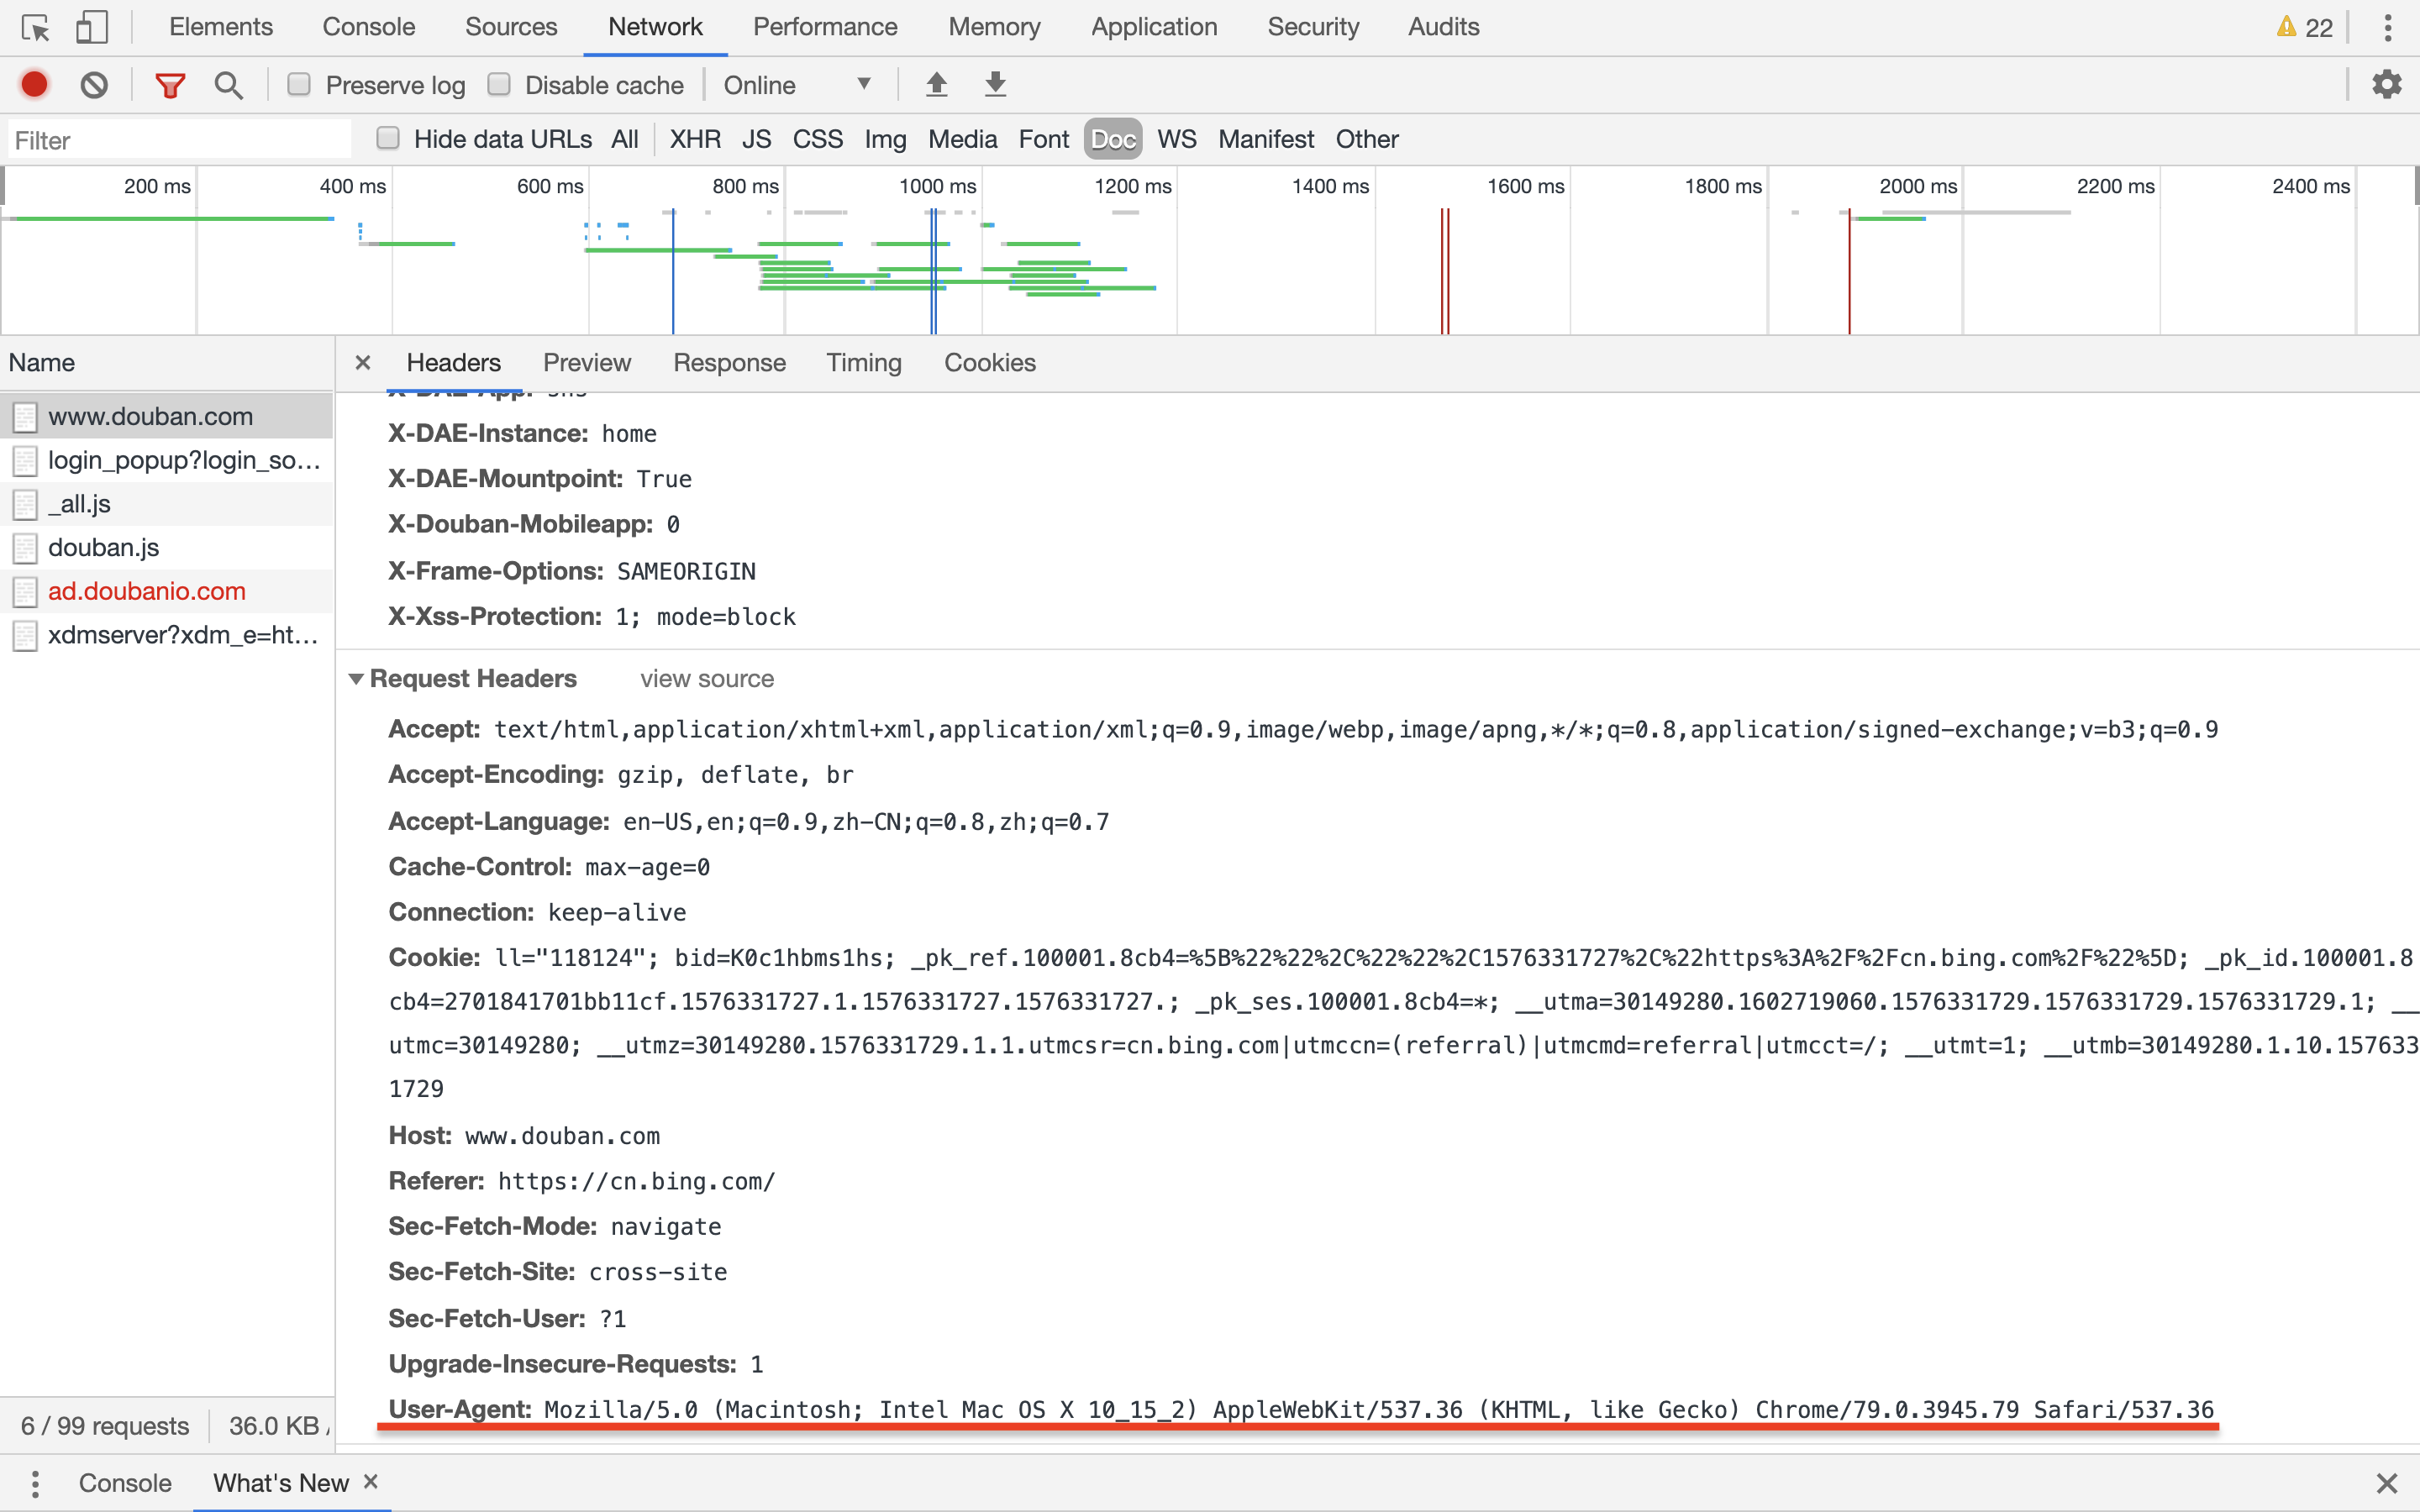 Elements Console Sources Network Performance Memory Application Security Audits 22
Preserve log Disable cache Online
Filter Hide data URLs All XHR JS CSS Img Media Font Doc WS Manifest Other
200 ms 400 ms 600 ms 800 ms 1000 ms 1200 ms 1400 ms 1600 ms 1800 ms 2000 ms 2200 ms 2400 ms
Name
www.douban.com
login_popup?login_so...
_all.js
douban.js
ad.doubanio.com
xdmserver?xdm_e=ht...
6 / 99 requests 36.0 KB /
× Headers Preview Response Timing Cookies
X-DAE-App: sns
X-DAE-Instance: home
X-DAE-Mountpoint: True
X-Douban-Mobileapp: 0
X-Frame-Options: SAMEORIGIN
X-Xss-Protection: 1; mode=block
Request Headers view source
Accept: text/html,application/xhtml+xml,application/xml;q=0.9,image/webp,image/apng,*/*;q=0.8,application/signed-exchange;v=b3;q=0.9
Accept-Encoding: gzip, deflate, br
Accept-Language: en-US,en;q=0.9,zh-CN;q=0.8,zh;q=0.7
Cache-Control: max-age=0
Connection: keep-alive
Cookie: ll="118124"; bid=K0c1hbms1hs; _pk_ref.100001.8cb4=%5B%22%22%2C%22%22%2C1576331727%2C%22https%3A%2F%2Fcn.bing.com%2F%22%5D; _pk_id.100001.8
cb4=2701841701bb11cf.1576331727.1.1576331727.1576331727.; _pk_ses.100001.8cb4=*; __utma=30149280.1602719060.1576331729.1576331729.1576331729.1; __
utmc=30149280; __utmz=30149280.1576331729.1.1.utmcsr=cn.bing.com|utmccn=(referral)|utmcmd=referral|utmcct=/; __utmt=1; __utmb=30149280.1.10.157633
1729
Host: www.douban.com
Referer: https://cn.bing.com/
Sec-Fetch-Mode: navigate
Sec-Fetch-Site: cross-site
Sec-Fetch-User: ?1
Upgrade-Insecure-Requests: 1
User-Agent: Mozilla/5.0 (Macintosh; Intel Mac OS X 10_15_2) AppleWebKit/537.36 (KHTML, like Gecko) Chrome/79.0.3945.79 Safari/537.36
Console What's New ×